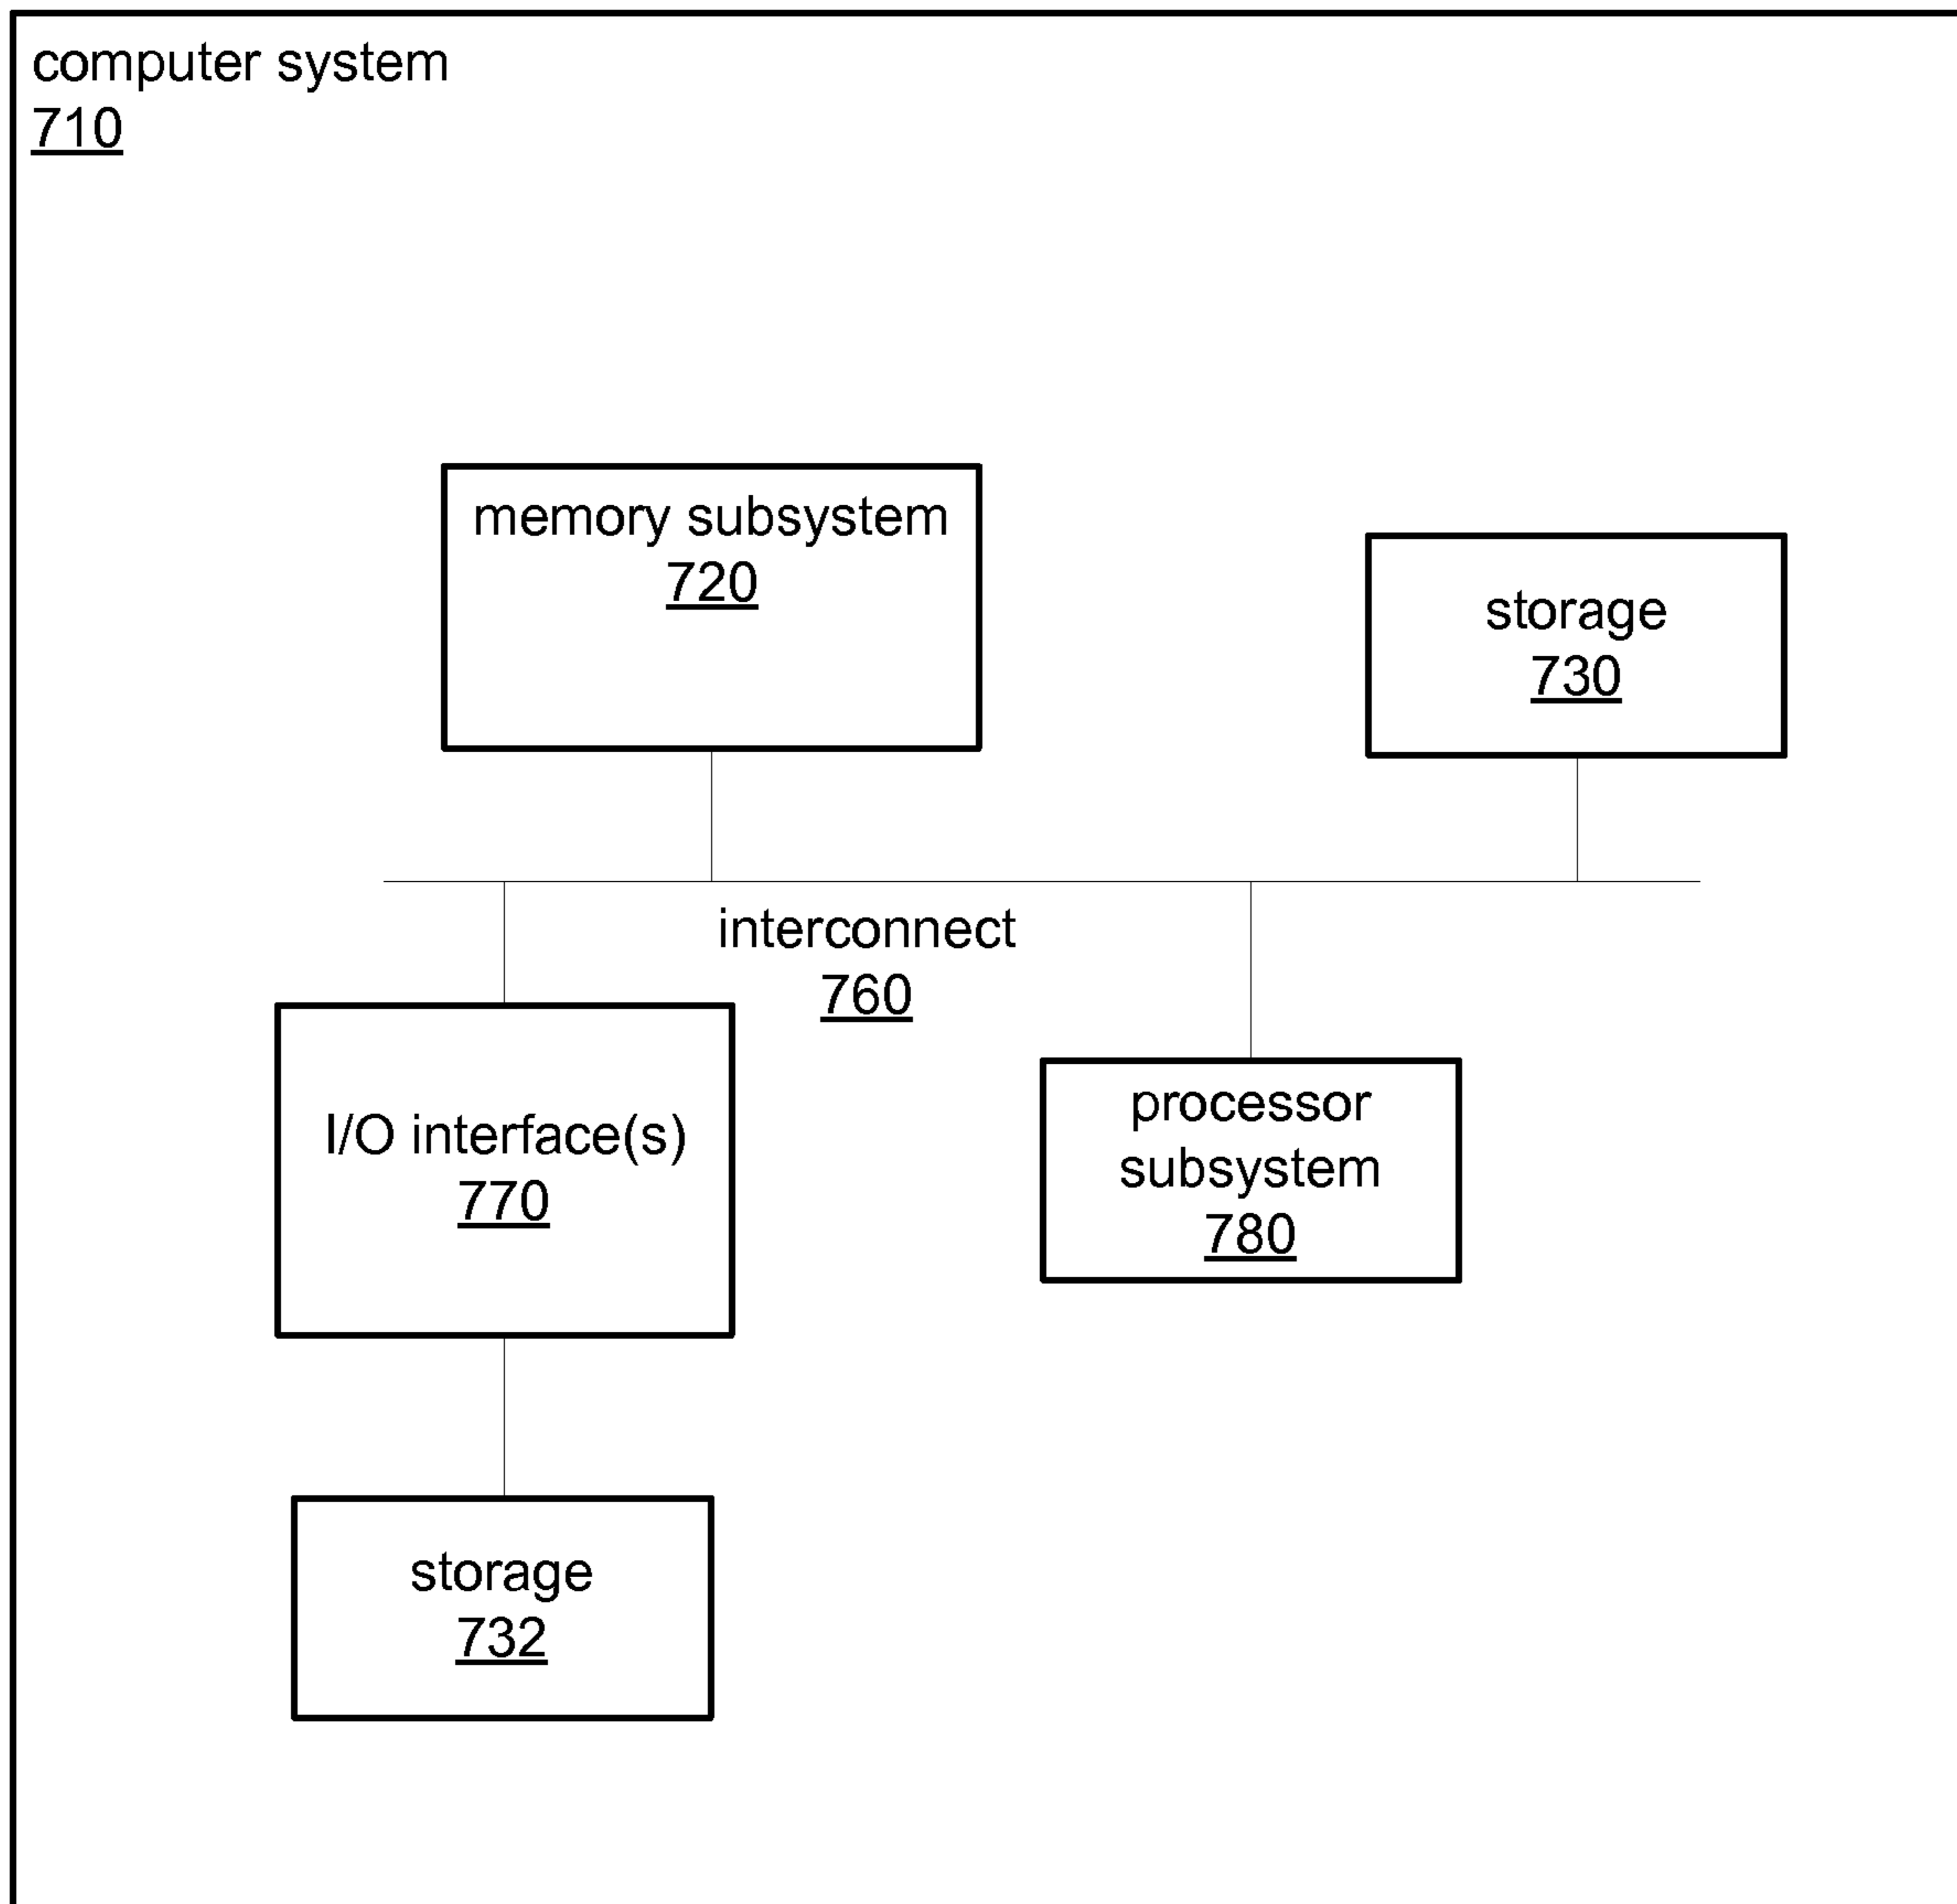 computer system
710
memory subsystem
720
storage
730
interconnect
760
I/O interface(s)
770
processor
subsystem
780
storage
732